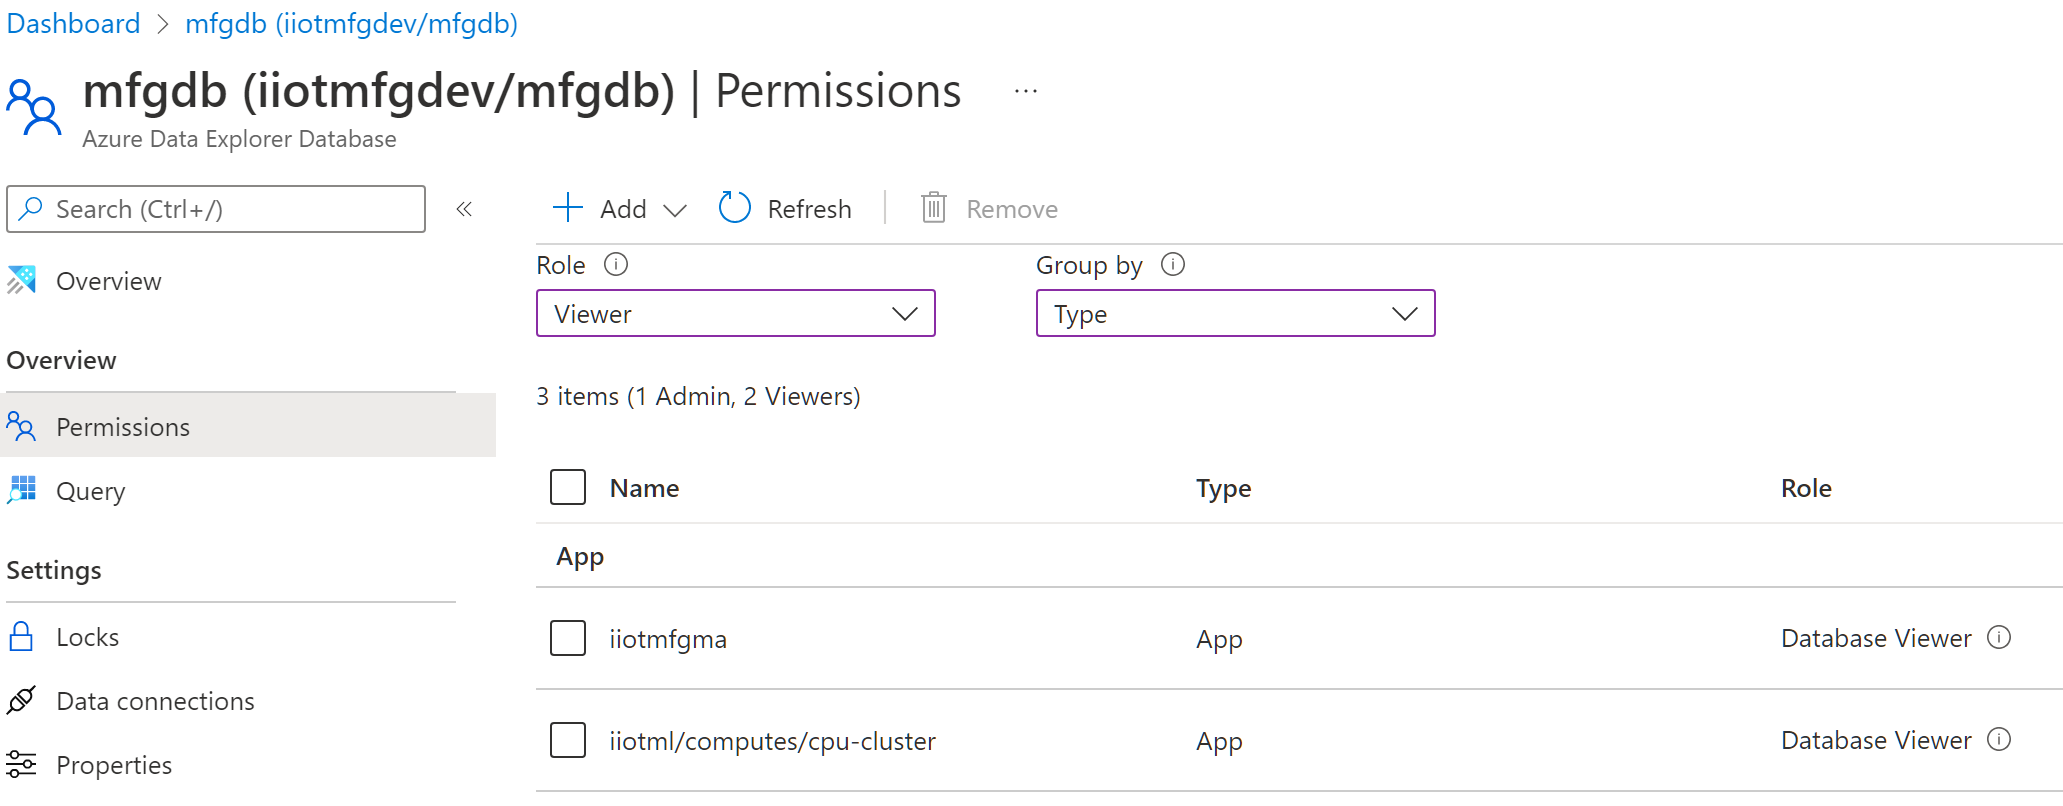 Dashboard > mfgdb (iiotmfgdev/mfgdb)
mfgdb (iiotmfgdev/mfgdb) | Permissions ...
Azure Data Explorer Database
Search (Ctrl+/)
«
Add
Refresh
Remove
Overview
Overview
Permissions
Query
Settings
Locks
Data connections
Properties
Role
Group by
Viewer
Type
3 items (1 Admin, 2 Viewers)
Name Type Role
App
iiotmfgma App Database Viewer
iiotml/computes/cpu-cluster App Database Viewer